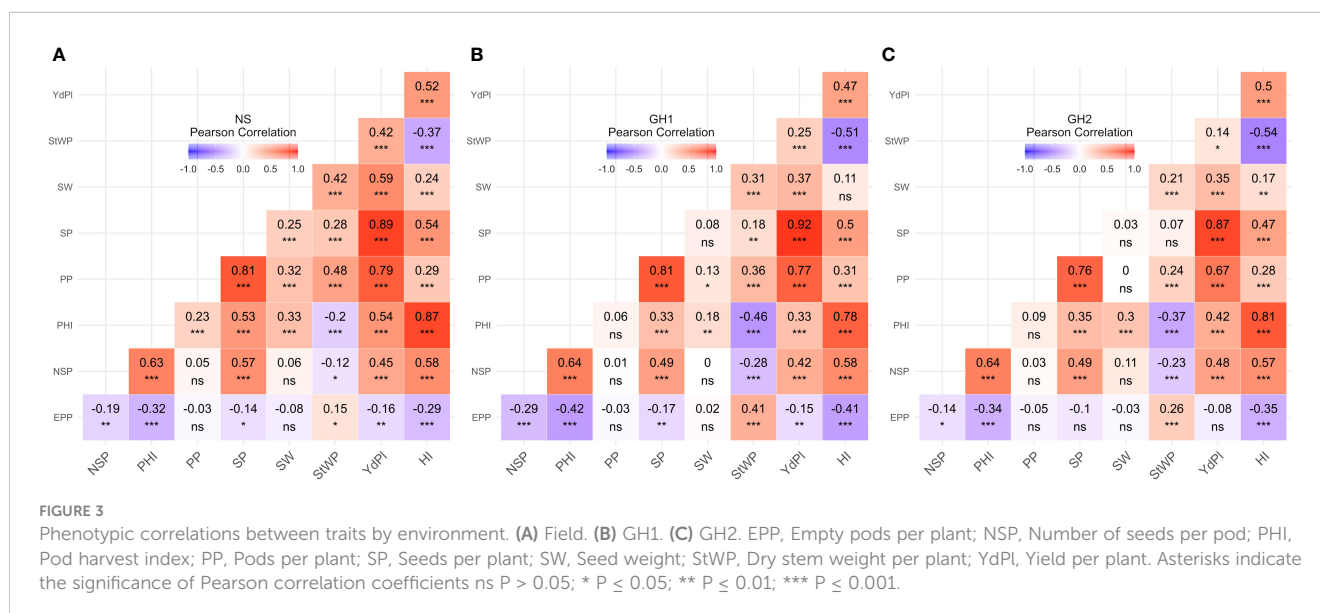 A
YdPl 0.52
***
NS
Pearson Correlation
-1.0 -0.5 0.0 0.5 1.0
StWP 0.42 -0.37
*** ***
SW 0.42 0.59 0.24
*** *** ***
SP 0.25 0.28 0.89 0.54
*** *** *** ***
PP 0.81 0.32 0.48 0.79 0.29
*** *** *** *** ***
PHI 0.23 0.53 0.33 -0.2 0.54 0.87
*** *** *** *** *** ***
NSP 0.63 0.05 0.57 0.06 -0.12 0.45 0.58
*** ns *** ns * *** ***
EPP -0.19 -0.32 -0.03 -0.14 -0.08 0.15 -0.16 -0.29
** *** ns * ns * ** ***
NSP PHI PP SP SW StWP YdPl HI
B
YdPl 0.47
***
GH1
Pearson Correlation
-1.0 -0.5 0.0 0.5 1.0
StWP 0.25 -0.51
*** ***
SW 0.31 0.37 0.11
*** *** ns
SP 0.08 0.18 0.92 0.5
ns ** *** ***
PP 0.81 0.13 0.36 0.77 0.31
*** * *** *** ***
PHI 0.06 0.33 0.18 -0.46 0.33 0.78
ns *** ** *** *** ***
NSP 0.64 0.01 0.49 0 -0.28 0.42 0.58
*** ns *** ns *** *** ***
EPP -0.29 -0.42 -0.03 -0.17 0.02 0.41 -0.15 -0.41
*** *** ns ** ns *** ** ***
NSP PHI PP SP SW StWP YdPl HI
C
YdPl 0.5
***
GH2
Pearson Correlation
-1.0 -0.5 0.0 0.5 1.0
StWP 0.14 -0.54
* ***
SW 0.21 0.35 0.17
*** *** **
SP 0.03 0.07 0.87 0.47
ns ns *** ***
PP 0.76 0 0.24 0.67 0.28
*** ns *** *** ***
PHI 0.09 0.35 0.3 -0.37 0.42 0.81
ns *** *** *** *** ***
NSP 0.64 0.03 0.49 0.11 -0.23 0.48 0.57
*** ns *** ns *** *** ***
EPP -0.14 -0.34 -0.05 -0.1 -0.03 0.26 -0.08 -0.35
* *** ns ns ns *** ns ***
NSP PHI PP SP SW StWP YdPl HI
FIGURE 3
Phenotypic correlations between traits by environment. (A) Field. (B) GH1. (C) GH2. EPP, Empty pods per plant; NSP, Number of seeds per pod; PHI,
Pod harvest index; PP, Pods per plant; SP, Seeds per plant; SW, Seed weight; StWP, Dry stem weight per plant; YdPl, Yield per plant. Asterisks indicate
the significance of Pearson correlation coefficients ns P > 0.05; * P ≤ 0.05; ** P ≤ 0.01; *** P ≤ 0.001.